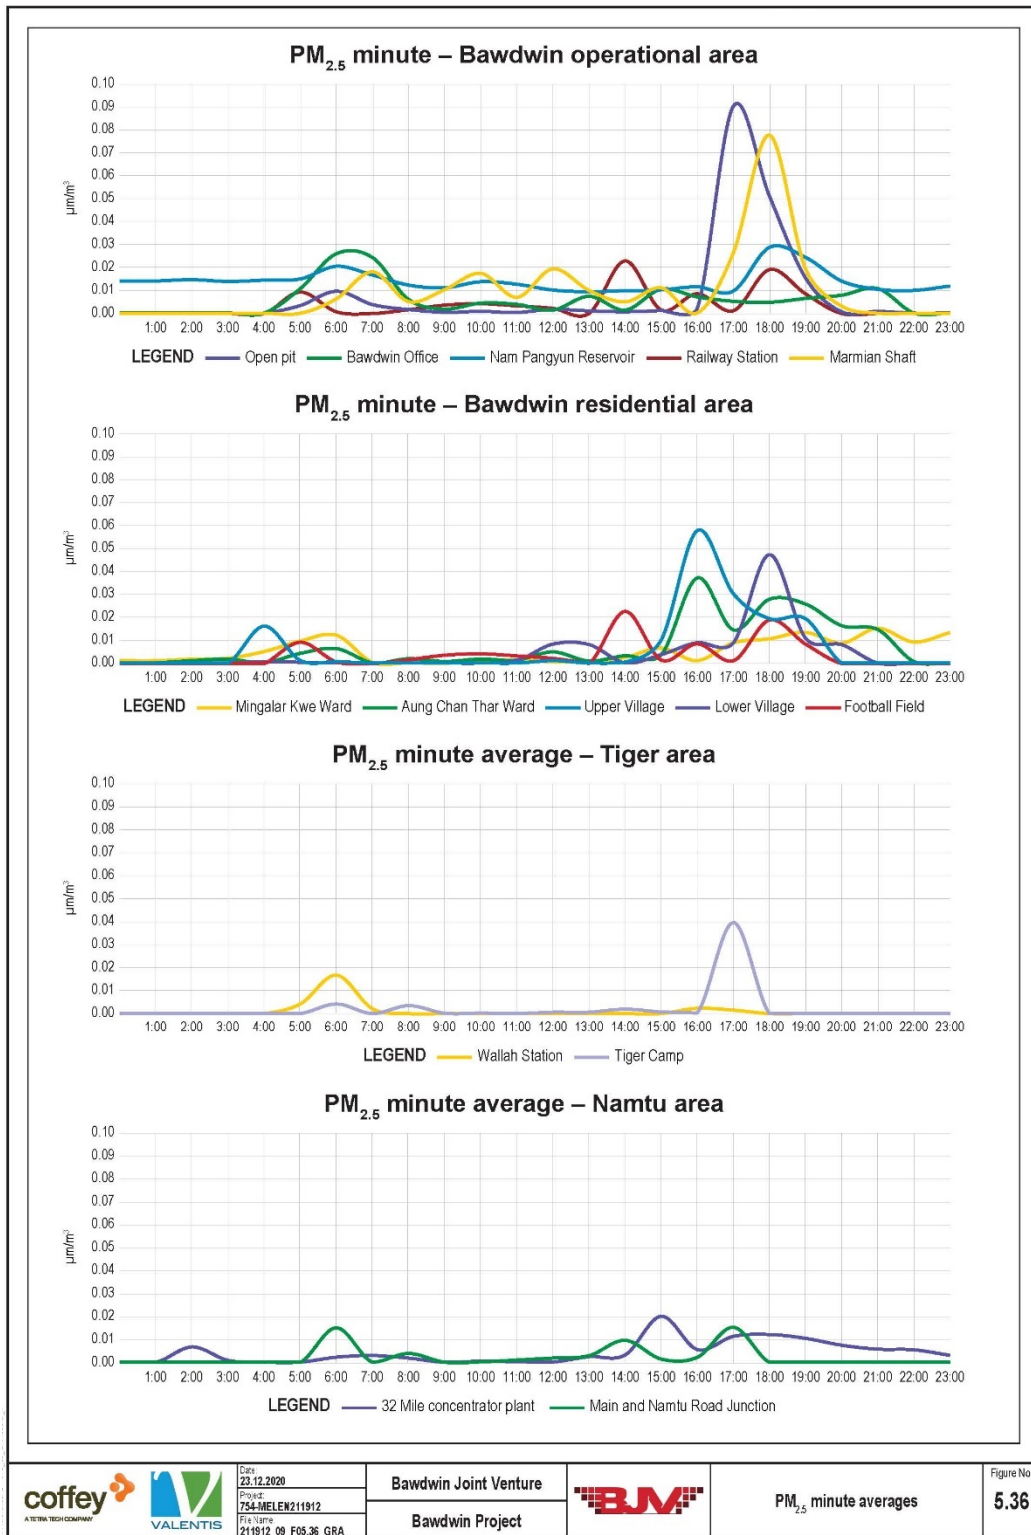 PM2.5 minute – Bawdwin operational area
0.10
0.09
0.08
0.07
0.06
0.05
0.04
0.03
0.02
0.01
0.00
µm/m³
1:00 2:00 3:00 4:00 5:00 6:00 7:00 8:00 9:00 10:00 11:00 12:00 13:00 14:00 15:00 16:00 17:00 18:00 19:00 20:00 21:00 22:00 23:00
LEGEND Open pit Bawdwin Office Nam Pangyun Reservoir Railway Station Marmian Shaft
PM2.5 minute – Bawdwin residential area
0.10
0.09
0.08
0.07
0.06
0.05
0.04
0.03
0.02
0.01
0.00
µm/m³
1:00 2:00 3:00 4:00 5:00 6:00 7:00 8:00 9:00 10:00 11:00 12:00 13:00 14:00 15:00 16:00 17:00 18:00 19:00 20:00 21:00 22:00 23:00
LEGEND Mingalar Kwe Ward Aung Chan Thar Ward Upper Village Lower Village Football Field
PM2.5 minute average – Tiger area
0.10
0.09
0.08
0.07
0.06
0.05
0.04
0.03
0.02
0.01
0.00
µm/m³
1:00 2:00 3:00 4:00 5:00 6:00 7:00 8:00 9:00 10:00 11:00 12:00 13:00 14:00 15:00 16:00 17:00 18:00 19:00 20:00 21:00 22:00 23:00
LEGEND Wallah Station Tiger Camp
PM2.5 minute average – Namtu area
0.10
0.09
0.08
0.07
0.06
0.05
0.04
0.03
0.02
0.01
0.00
µm/m³
1:00 2:00 3:00 4:00 5:00 6:00 7:00 8:00 9:00 10:00 11:00 12:00 13:00 14:00 15:00 16:00 17:00 18:00 19:00 20:00 21:00 22:00 23:00
LEGEND 32 Mile concentrator plant Main and Namtu Road Junction
coffey
A TETRA TECH COMPANY
VALENTIS
Date:
23.12.2020
Project:
754-MELEN211912
File Name:
211912_09_F05.36_GRA
Bawdwin Joint Venture
Bawdwin Project
BJV
PM2.5 minute averages
Figure No
5.36